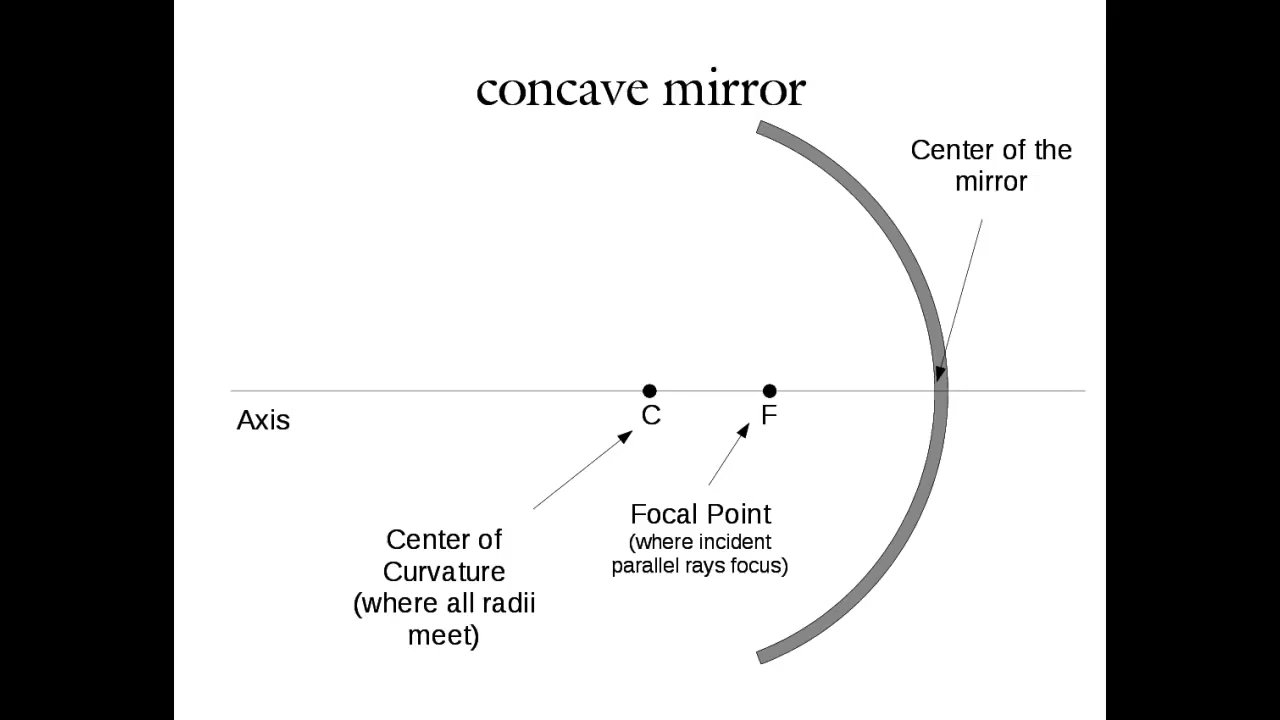 concave mirror
Center of the
mirror
Axis
C
F
Focal Point
(where incident
parallel rays focus)
Center of
Curvature
(where all radii
meet)